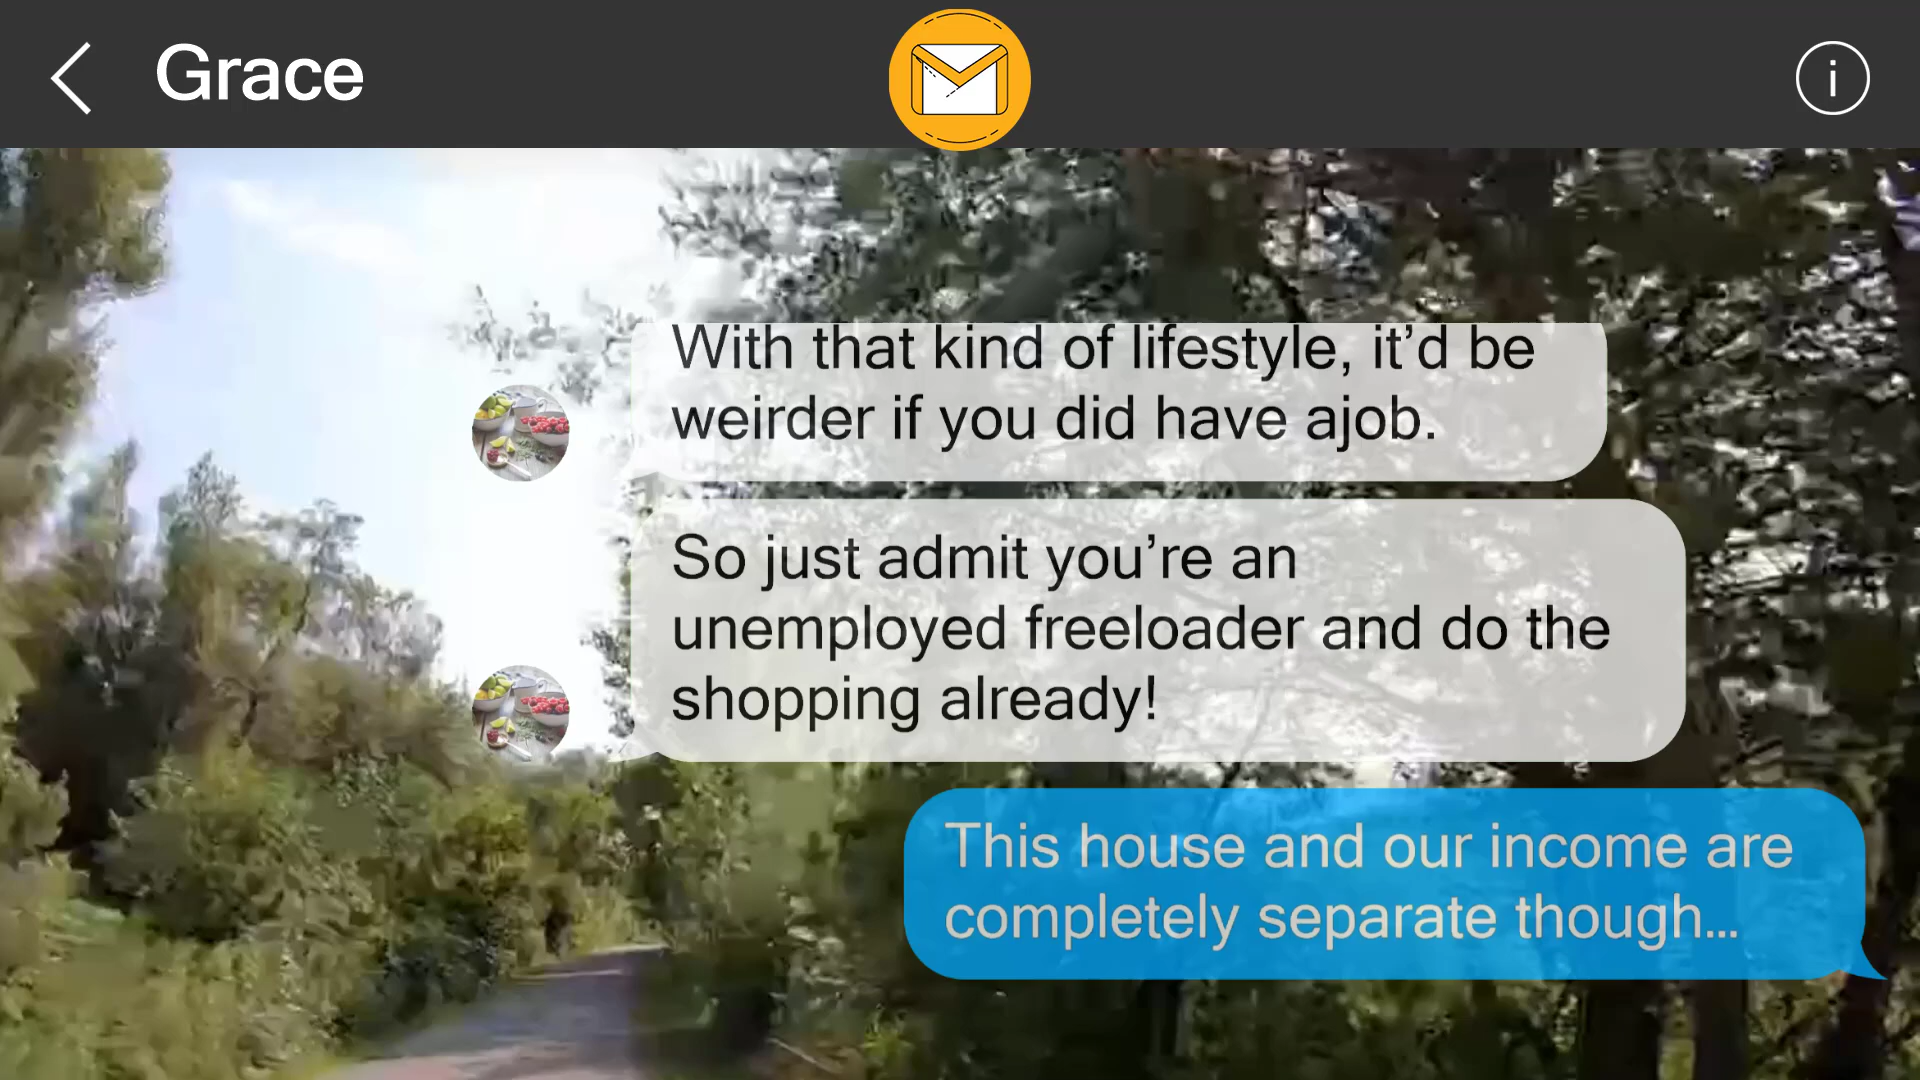 Grace
With that kind of lifestyle, it’d be
weirder if you did have ajob.
So just admit you’re an
unemployed freeloader and do the
shopping already!
This house and our income are
completely separate though...